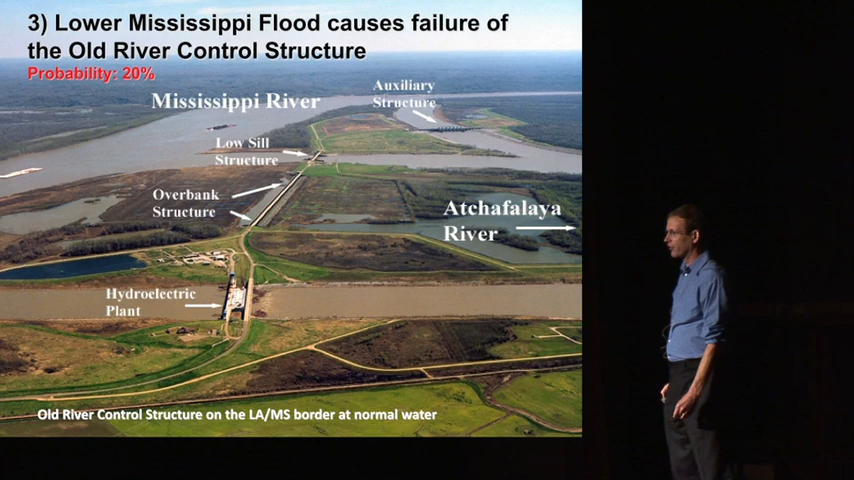 3) Lower Mississippi Flood causes failure of
the Old River Control Structure
Probability: 20%
Auxiliary
Structure
Mississippi River
Low Sill
Structure
Overbank
Structure
Atchafalaya
River
Hydroelectric
Plant
Old River Control Structure on the LA/MS border at normal water